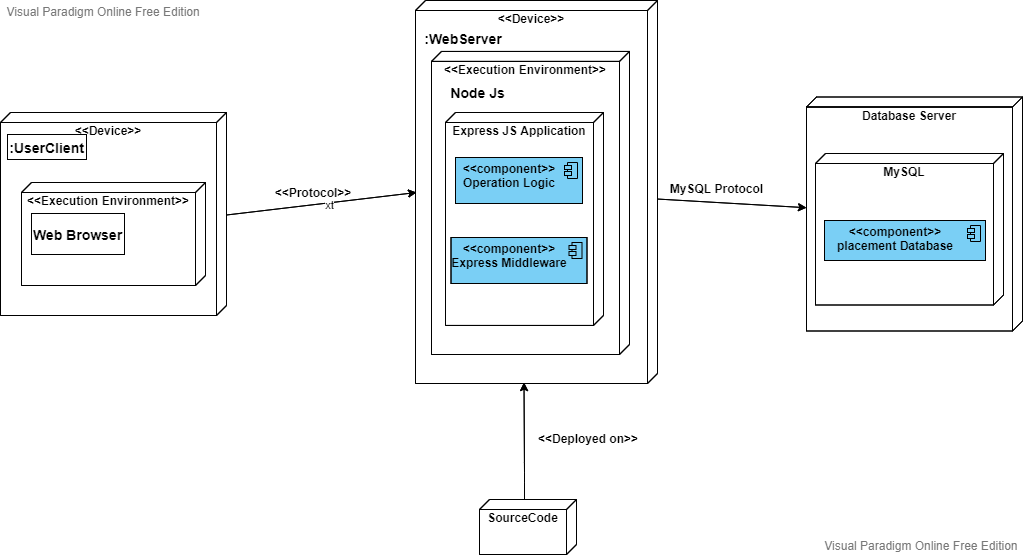 Visual Paradigm Online Free Edition
<<Device>>
:UserClient
<<Execution Environment>>
Web Browser
<<Protocol>>
xt
<<Device>>
:WebServer
<<Execution Environment>>
Node Js
Express JS Application
<<component>>
Operation Logic
<<component>>
Express Middleware
MySQL Protocol
Database Server
MySQL
<<component>>
placement Database
<<Deployed on>>
SourceCode
Visual Paradigm Online Free Edition